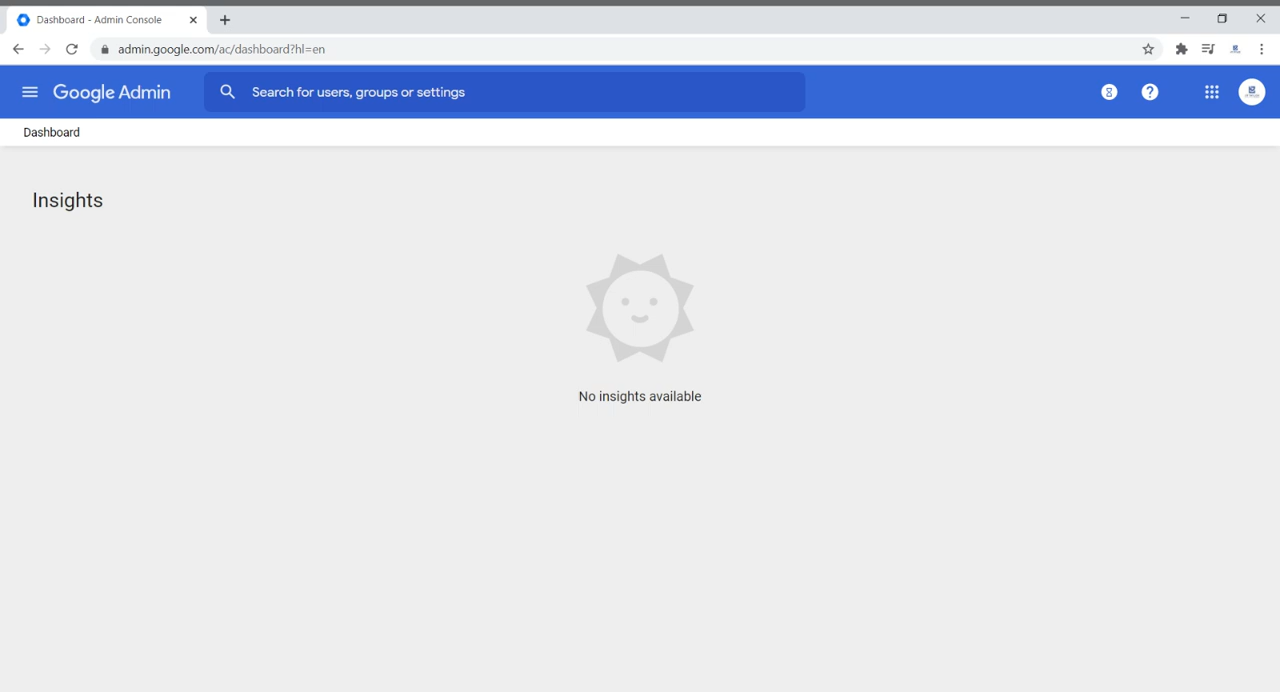 Dashboard - Admin Console
admin.google.com/ac/dashboard?hl=en
Google Admin
Search for users, groups or settings
Dashboard
Insights
No insights available